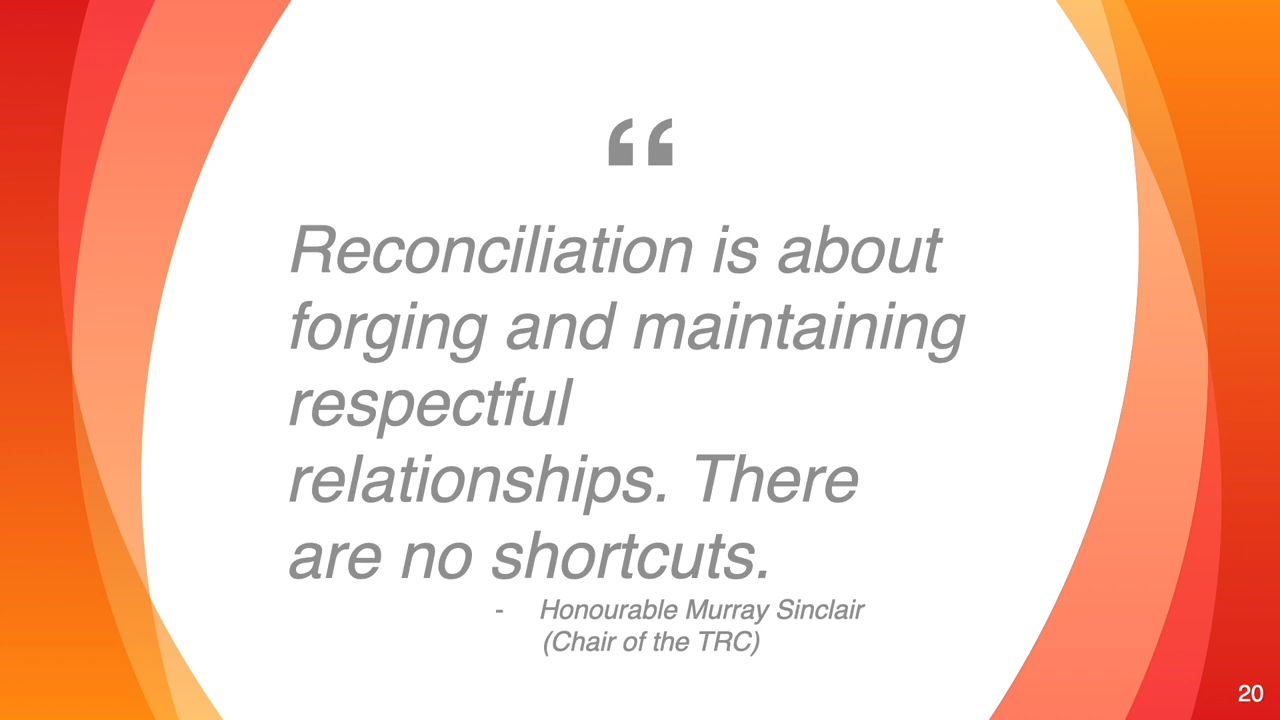 “
Reconciliation is about
forging and maintaining
respectful
relationships. There
are no shortcuts.
- Honourable Murray Sinclair
(Chair of the TRC)
20